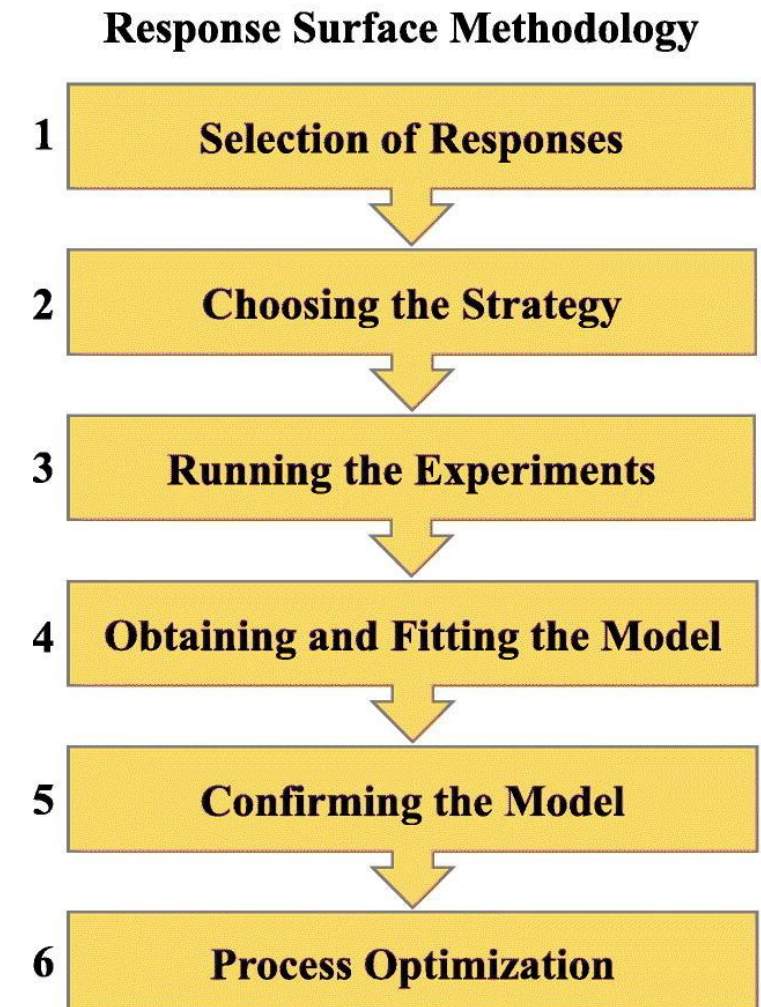 Response Surface Methodology
1 Selection of Responses
2 Choosing the Strategy
3 Running the Experiments
4 Obtaining and Fitting the Model
5 Confirming the Model
6 Process Optimization